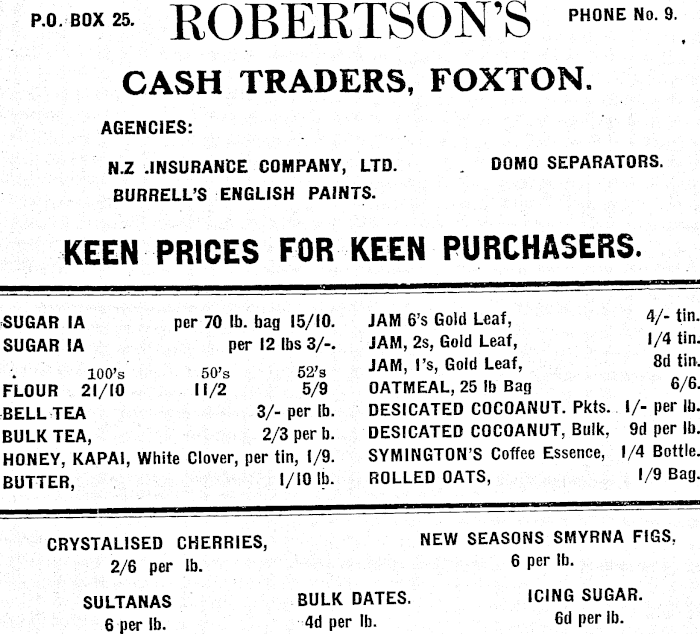 P.O. BOX 25.
ROBERTSON'S
PHONE No. 9.
CASH TRADERS, FOXTON.
AGENCIES:
N.Z .INSURANCE COMPANY, LTD.
DOMO SEPARATORS.
BURRELL'S ENGLISH PAINTS.
KEEN PRICES FOR KEEN PURCHASERS.
SUGAR IA per 70 lb. bag 15/10.
SUGAR IA per 12 lbs 3/-.
100's 50's 52's
FLOUR 21/10 11/2 5/9
BELL TEA 3/- per lb.
BULK TEA, 2/3 per b.
HONEY, KAPAI, White Clover, per tin, 1/9.
BUTTER, 1/10 lb.
JAM 6's Gold Leaf, 4/- tin.
JAM, 2s, Gold Leaf, 1/4 tin.
JAM, 1's, Gold Leaf, 8d tin.
OATMEAL, 25 lb Bag 6/6.
DESICATED COCOANUT. Pkts. 1/- per lb.
DESICATED COCOANUT, Bulk, 9d per lb.
SYMINGTON'S Coffee Essence, 1/4 Bottle.
ROLLED OATS, 1/9 Bag.
CRYSTALISED CHERRIES,
2/6 per lb.
NEW SEASONS SMYRNA FIGS,
6 per lb.
SULTANAS
6 per lb.
BULK DATES.
4d per lb.
ICING SUGAR.
6d per lb.